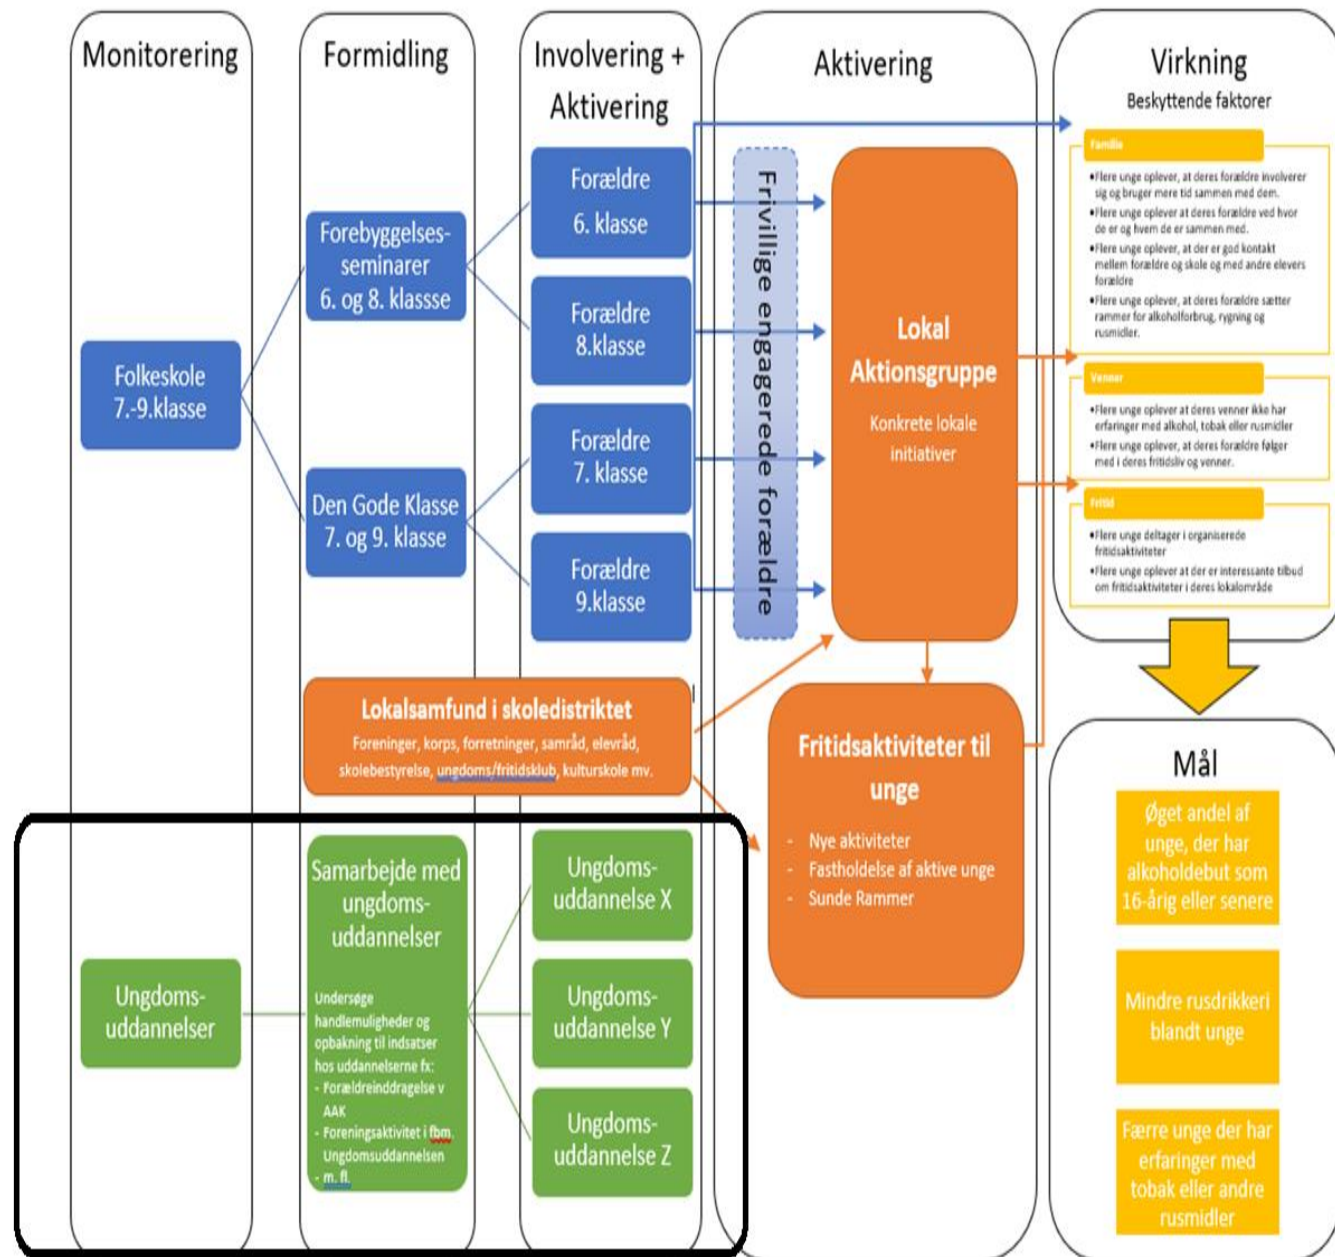 Monitorering
Folkeskole
7.-9.klasse
Ungdoms-
uddannelser
Formidling
Forebyggelses-
seminarer
6. og 8. klassse
Den Gode Klasse
7. og 9. klasse
Samarbejde med
ungdoms-
uddannelser
Undersøge
handlemuligheder og
opbakning til indsatser
hos uddannelserne fx:
- Forældreinddragelse v
AAK
- Foreningsaktivitet i fbm.
Ungdomsuddannelsen
- m. fl.
Involvering +
Aktivering
Forældre
6. klasse
Forældre
8.klasse
Forældre
7. klasse
Forældre
9.klasse
Lokalsamfund i skoledistriktet
Foreninger, korps, forretninger, samråd, elevråd,
skolebestyrelse, ungdoms/fritidsklub, kulturskole mv.
Ungdoms-
uddannelse X
Ungdoms-
uddannelse Y
Ungdoms-
uddannelse Z
Aktivering
Frivillige engagerede forældre
Lokal
Aktionsgruppe
Konkrete lokale
initiativer
Fritidsaktiviteter til
unge
- Nye aktiviteter
- Fastholdelse af aktive unge
- Sunde Rammer
Virkning
Beskyttende faktorer
Familie
•Flere unge oplever, at deres forældre involverer
sig og bruger mere tid sammen med dem.
•Flere unge oplever at deres forældre ved hvor
de er og hvem de er sammen med.
•Flere unge oplever, at der er god kontakt
mellem forældre og skole og med andre elevers
forældre
•Flere unge oplever, at deres forældre sætter
rammer for alkoholforbrug, rygning og
rusmidler.
Venner
•Flere unge oplever at deres venner ikke har
erfaringer med alkohol, tobak eller rusmidler
•Flere unge oplever, at deres forældre følger
med i deres fritidsliv og venner.
Fritid
•Flere unge deltager i organiserede
fritidsaktiviteter
•Flere unge oplever at der er interessante tilbud
om fritidsaktiviteter i deres lokalområde
Mål
Øget andel af
unge, der har
alkoholdebut som
16-årig eller senere
Mindre rusdrikkeri
blandt unge
Færre unge der har
erfaringer med
tobak eller andre
rusmidler